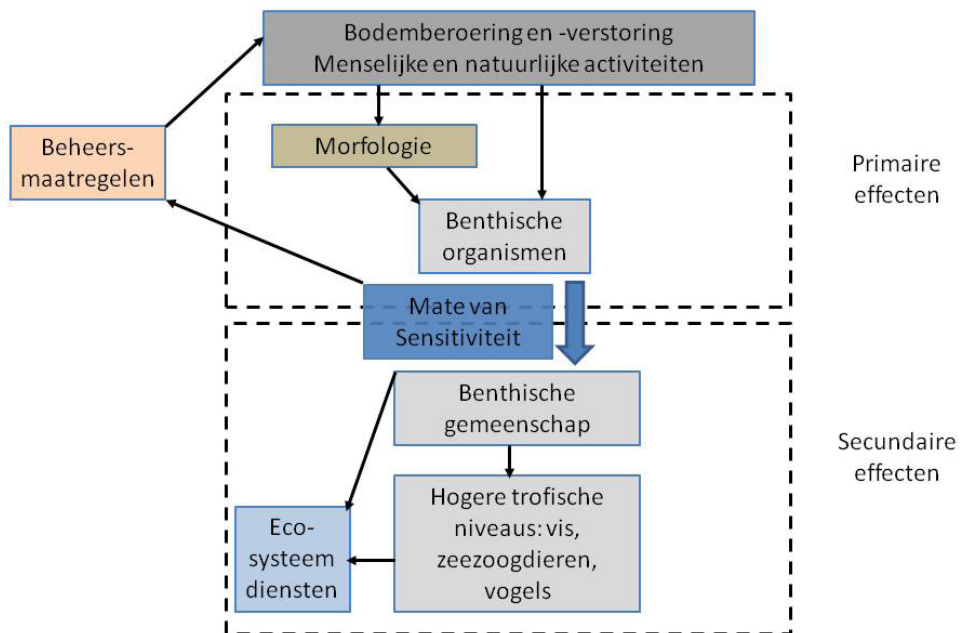 Bodemberoering en -verstoring
Menselijke en natuurlijke activiteiten
Beheers-
maatregelen
Morfologie
Primaire
effecten
Benthische
organismen
Mate van
Sensitiviteit
Benthische
gemeenschap
Secundaire
effecten
Hogere trofische
niveaus: vis,
zeezoogdieren,
vogels
Eco-
systeem
diensten